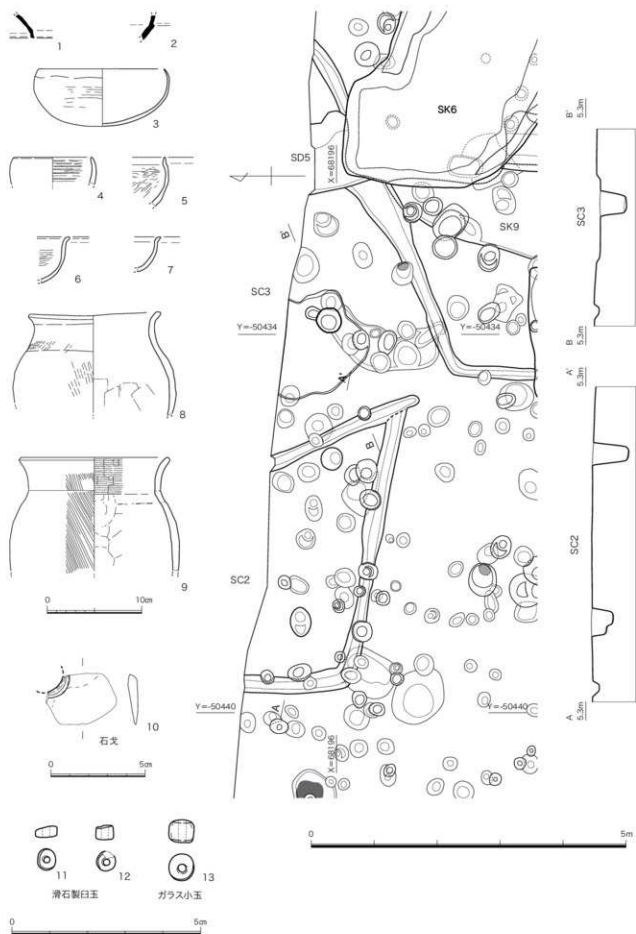 1
2
3
4
5
6
7
8
9
0 10㎝
10
石戈
0 5㎝
11
12
13
滑石製臼玉
ガラス小玉
0 5㎝
SK6
SD5
X=68196
SK9
B'
SC3
Y=-50434
Y=-50434
A'
B
SC2
Y=-50440
Y=-50440
A
X=68196
0 5m
B'
5.3m
SC3
5.3m
B
A'
5.3m
SC2
5.3m
A